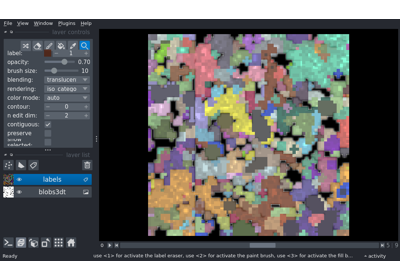 File View Window Plugins Help
layer controls
label: 1
opacity: 0.70
brush size: 10
blending: translucen
rendering: iso_catego
color mode: auto
contour: 0
n edit dim: 2
contiguous:
preserve
selected:
layer list
labels
blobs3dt
Ready
use <1> for activate the label eraser, use <2> for activate the paint brush, use <3> for activate the fill b...
activity